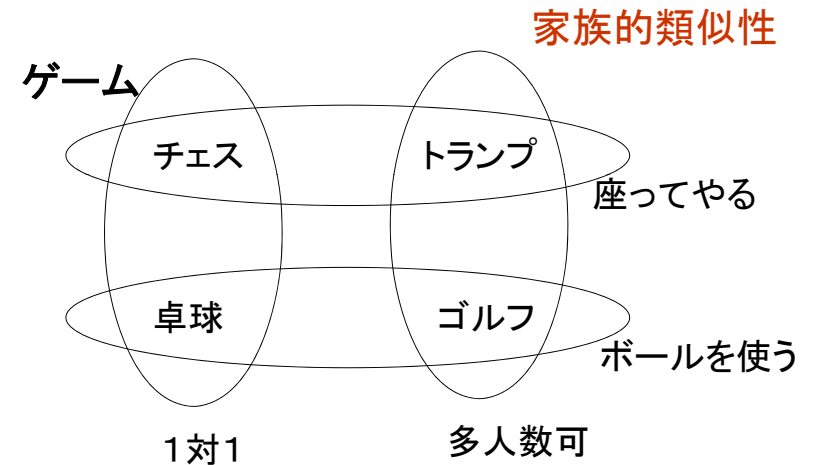 家族的類似性
ゲーム
チェス
トランプ
座ってやる
卓球
ゴルフ
ボールを使う
1対1
多人数可